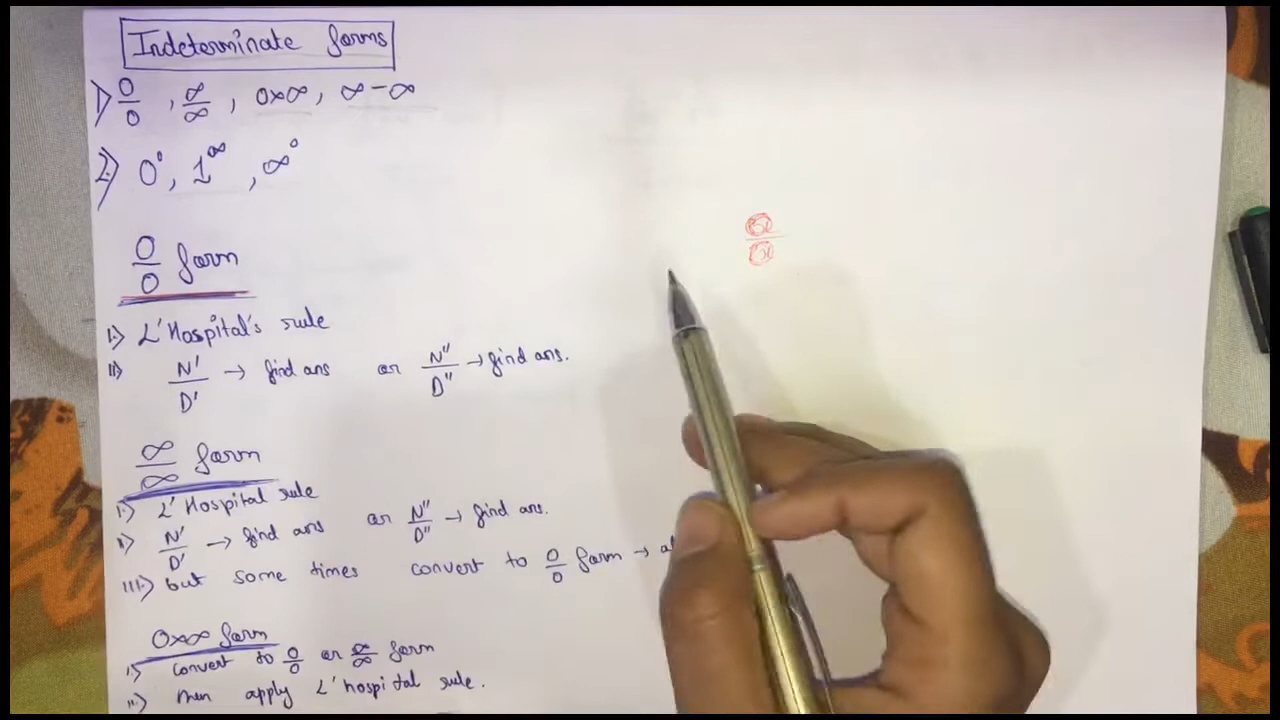 Indeterminate forms
1) 0/0, ∞/∞, 0×∞, ∞-∞
2) 0⁰, 1^∞, ∞⁰
0/0 form
I.) L'Hospital's rule
II) N'/D' → find ans or N''/D'' → find ans.
∞/∞ form
I.) L'Hospital rule
II) N'/D' → find ans or N''/D'' → find ans.
III.) but some times convert to 0/0 form →
0×∞ form
I.) convert to 0/0 or ∞/∞ form
II.) then apply L'hospital rule.